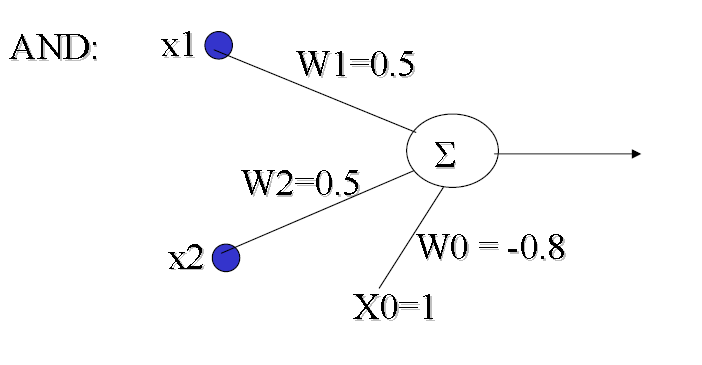 AND:
x1
W1=0.5
Σ
W2=0.5
x2
W0 = -0.8
X0=1